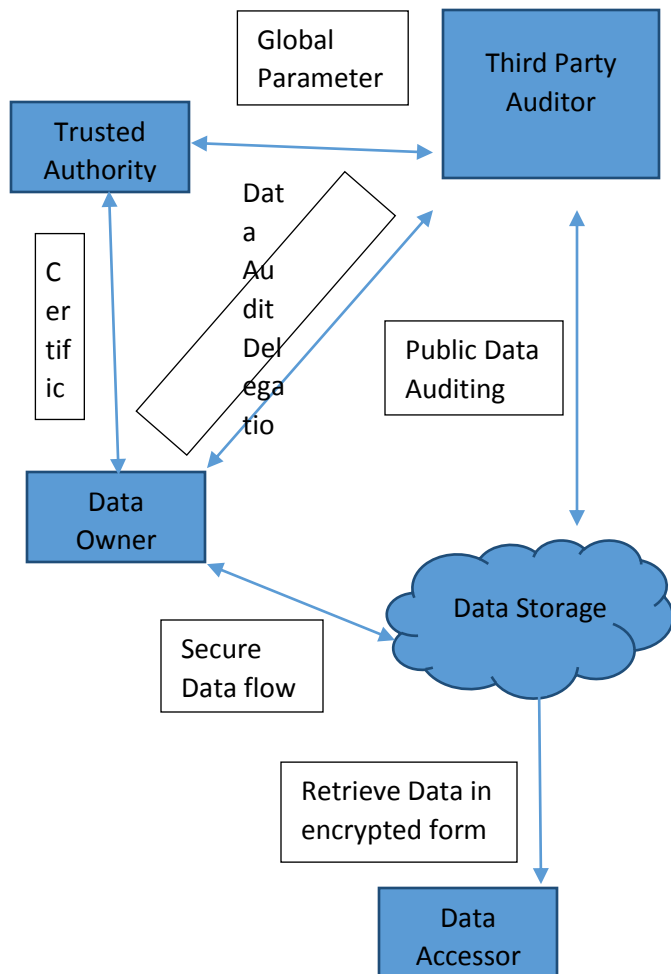 Global
Parameter
Third Party
Auditor
Trusted
Authority
Dat
a
Au
dit
Del
ega
tio
C
er
tif
ic
Public Data
Auditing
Data
Owner
Data Storage
Secure
Data flow
Retrieve Data in
encrypted form
Data
Accessor